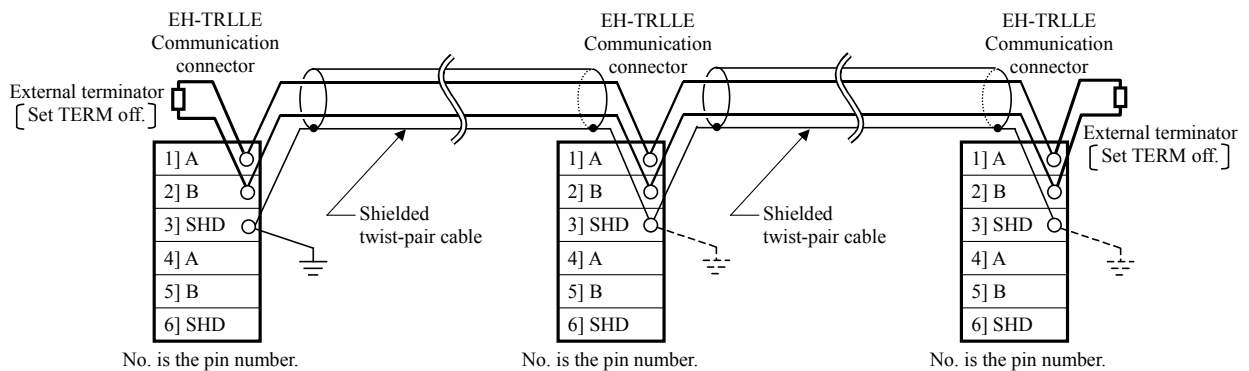 EH-TRLLE
Communication
connector
External terminator
[ Set TERM off. ]
1] A
2] B
3] SHD
4] A
5] B
6] SHD
No. is the pin number.
Shielded
twist-pair cable
EH-TRLLE
Communication
connector
1] A
2] B
3] SHD
4] A
5] B
6] SHD
No. is the pin number.
Shielded
twist-pair cable
EH-TRLLE
Communication
connector
External terminator
[ Set TERM off. ]
1] A
2] B
3] SHD
4] A
5] B
6] SHD
No. is the pin number.